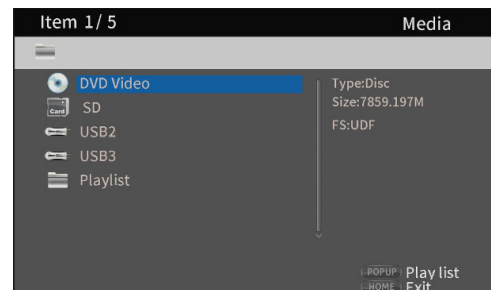 Item 1/ 5 Media
DVD Video
Card SD
USB2
USB3
Playlist
Type:Disc
Size:7859.197M
FS:UDF
POPUP Play list
HOME Exit